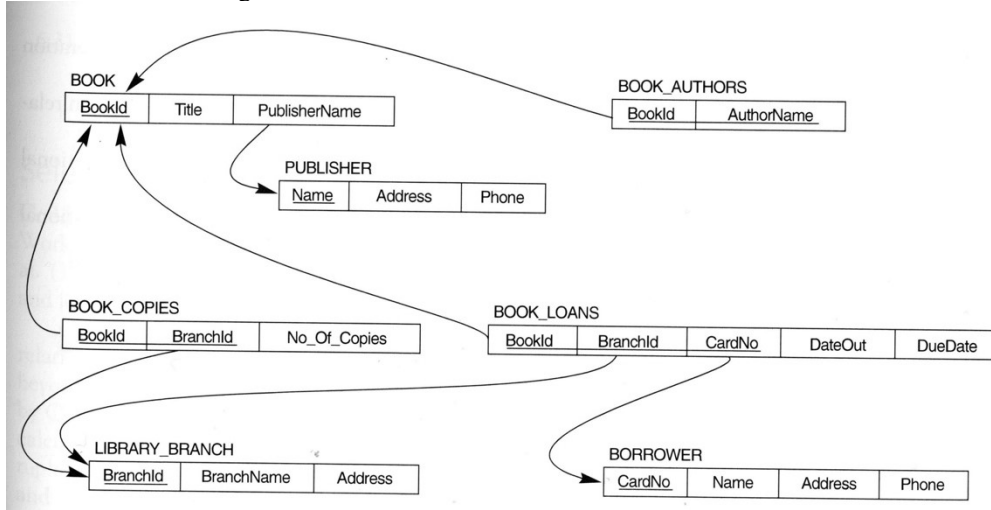 BOOK
BookId Title PublisherName
BOOK_AUTHORS
BookId AuthorName
PUBLISHER
Name Address Phone
BOOK_COPIES
BookId BranchId No_Of_Copies
BOOK_LOANS
BookId BranchId CardNo DateOut DueDate
LIBRARY_BRANCH
BranchId BranchName Address
BORROWER
CardNo Name Address Phone